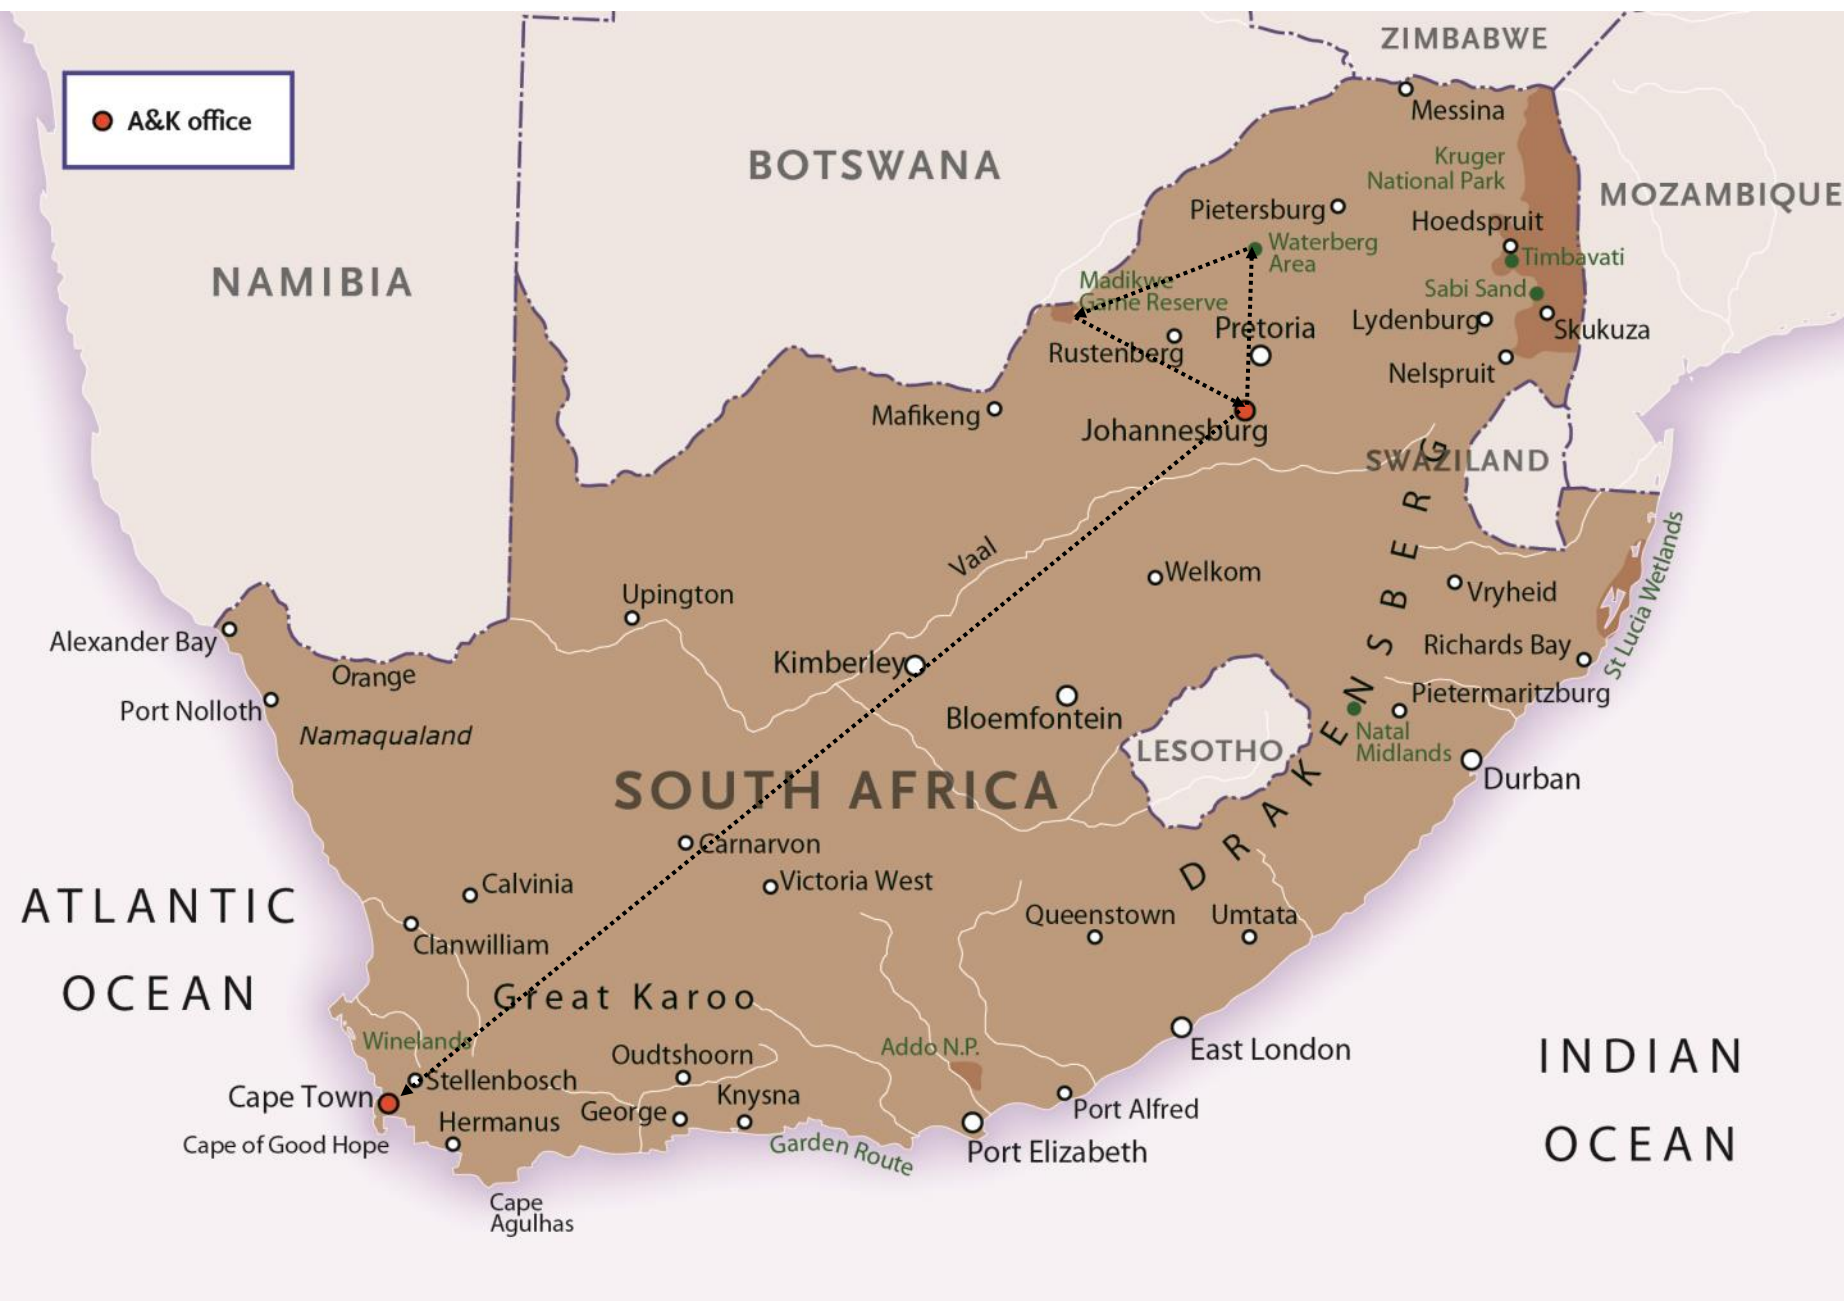 ZIMBABWE
A&K office
Messina
BOTSWANA
Kruger
National Park
MOZAMBIQUE
Pietersburg
Hoedspruit
Waterberg
Area
Timbavati
NAMIBIA
Madikwe
Game Reserve
Sabi Sand
Pretoria
Lydenburg
Skukuza
Rustenberg
Nelspruit
Mafikeng
Johannesburg
SWAZILAND
DRAKENSBERG
Vaal
Welkom
Vryheid
St Lucia Wetlands
Upington
Alexander Bay
Richards Bay
Orange
Kimberley
Pietermaritzburg
Port Nolloth
Namaqualand
Bloemfontein
Natal
Midlands
LESOTHO
Durban
SOUTH AFRICA
Carnarvon
Calvinia
Victoria West
ATLANTIC
OCEAN
Queenstown
Umtata
Clanwilliam
Great Karoo
Winelands
Oudtshoorn
Addo N.P.
East London
INDIAN
OCEAN
Stellenbosch
Cape Town
Knysna
George
Hermanus
Port Alfred
Cape of Good Hope
Garden Route
Port Elizabeth
Cape
Agulhas